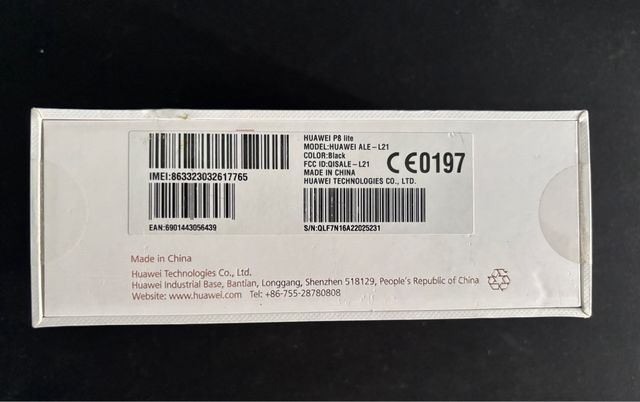 IMEI:863323032617765
EAN:6901443056439
HUAWEI P8 lite
MODEL:HUAWEI ALE-L21
COLOR:Black
FCC ID:QISALE-L21
MADE IN CHINA
HUAWEI TECHNOLOGIES CO., LTD.
CE0197
S/N:QLF7N16A22025231
Made in China
Huawei Technologies Co., Ltd.
Huawei Industrial Base, Bantian, Longgang, Shenzhen 518129, People's Republic of China
Website: www.huawei.com Tel: +86-755-28780808